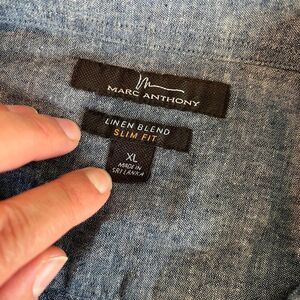 MARC ANTHONY
LINEN BLEND
SLIM FIT
XL
MADE IN
SRI LANKA